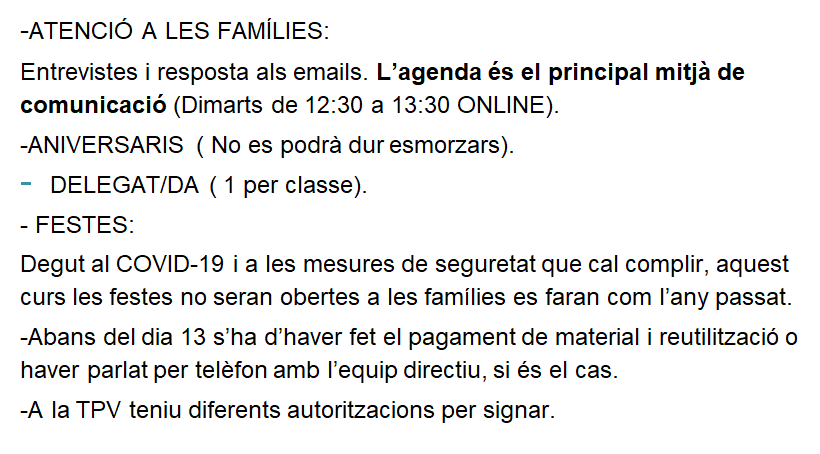 -ATENCIÓ A LES FAMÍLIES:
Entrevistes i resposta als emails. L’agenda és el principal mitjà de
comunicació (Dimarts de 12:30 a 13:30 ONLINE).
-ANIVERSARIS ( No es podrà dur esmorzars).
- DELEGAT/DA ( 1 per classe).
- FESTES:
Degut al COVID-19 i a les mesures de seguretat que cal complir, aquest
curs les festes no seran obertes a les famílies es faran com l’any passat.
-Abans del dia 13 s’ha d’haver fet el pagament de material i reutilització o
haver parlat per telèfon amb l’equip directiu, si és el cas.
-A la TPV teniu diferents autoritzacions per signar.